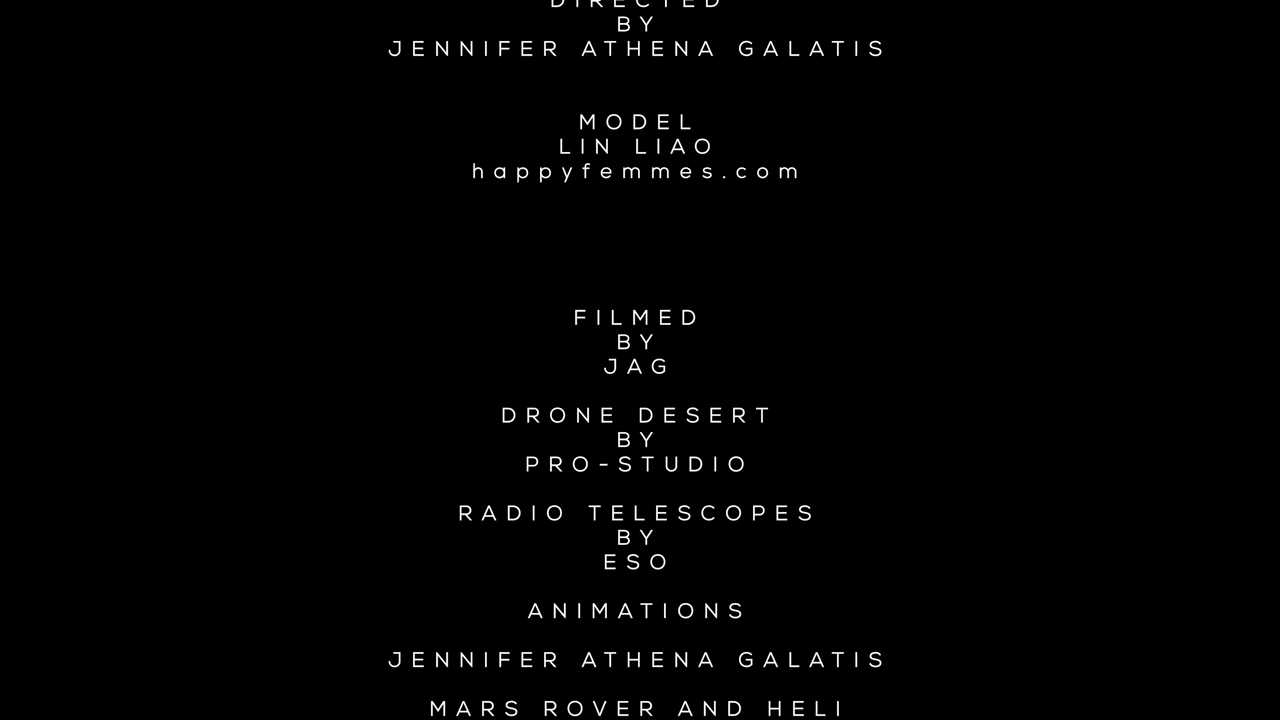 DIRECTED
BY
JENNIFER ATHENA GALATIS
MODEL
LIN LIAO
happyfemmes.com
FILMED
BY
JAG
DRONE DESERT
BY
PRO-STUDIO
RADIO TELESCOPES
BY
ESO
ANIMATIONS
JENNIFER ATHENA GALATIS
MARS ROVER AND HELI